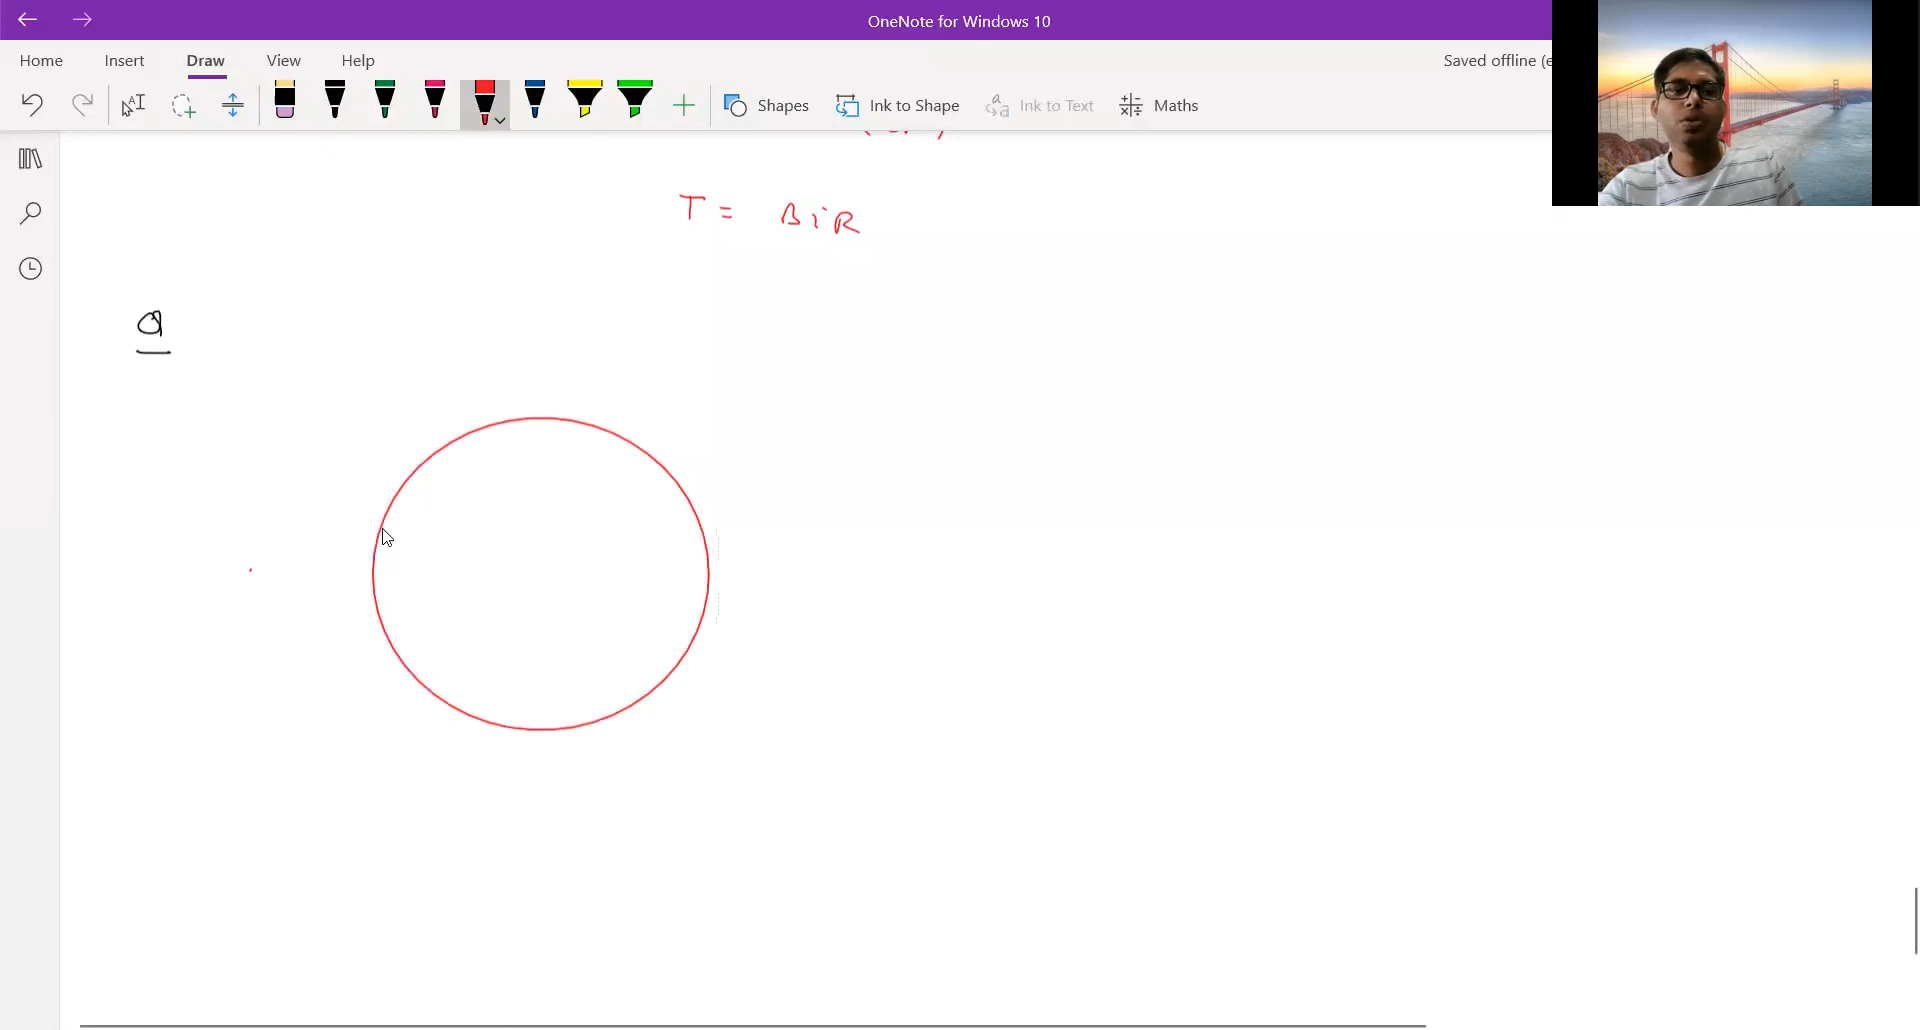 OneNote for Windows 10
Home Insert Draw View Help Saved offline (e
Shapes Ink to Shape Ink to Text Maths
T = BiR
Q